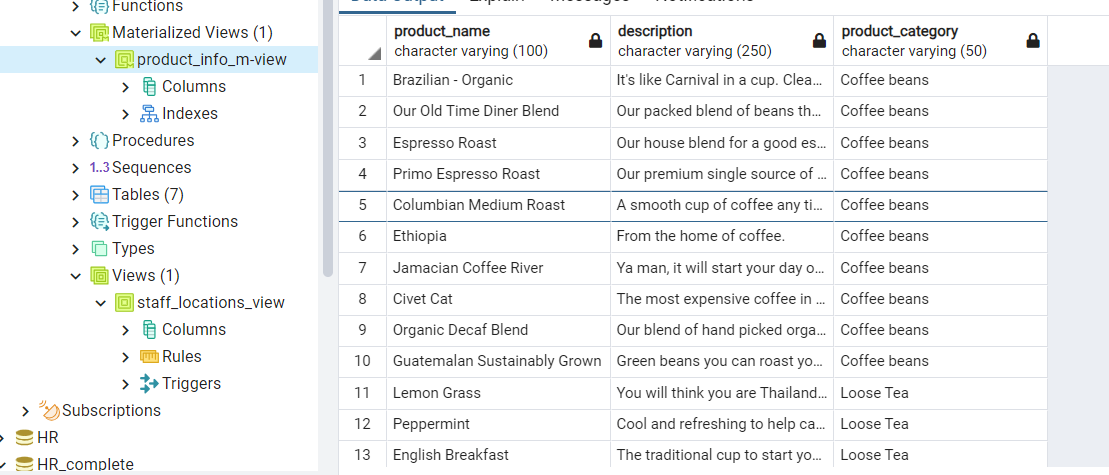 Functions
Materialized Views (1)
product_info_m-view
Columns
Indexes
Procedures
1..3 Sequences
Tables (7)
Trigger Functions
Types
Views (1)
staff_locations_view
Columns
Rules
Triggers
Subscriptions
HR
HR_complete
Data Output Explain Messages Notifications
product_name description product_category
character varying (100) character varying (250) character varying (50)
1 Brazilian - Organic It's like Carnival in a cup. Clea... Coffee beans
2 Our Old Time Diner Blend Our packed blend of beans th... Coffee beans
3 Espresso Roast Our house blend for a good es... Coffee beans
4 Primo Espresso Roast Our premium single source of ... Coffee beans
5 Columbian Medium Roast A smooth cup of coffee any ti... Coffee beans
6 Ethiopia From the home of coffee. Coffee beans
7 Jamacian Coffee River Ya man, it will start your day o... Coffee beans
8 Civet Cat The most expensive coffee in ... Coffee beans
9 Organic Decaf Blend Our blend of hand picked orga... Coffee beans
10 Guatemalan Sustainably Grown Green beans you can roast yo... Coffee beans
11 Lemon Grass You will think you are Thailand... Loose Tea
12 Peppermint Cool and refreshing to help ca... Loose Tea
13 English Breakfast The traditional cup to start yo... Loose Tea